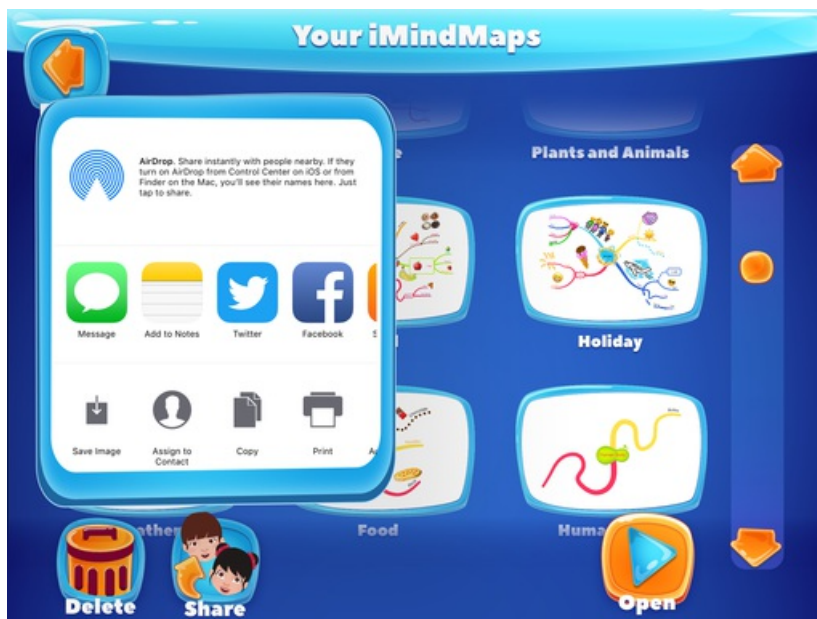 Your iMindMaps
AirDrop. Share instantly with people nearby. If they
turn on AirDrop from Control Center on iOS or from
Finder on the Mac, you'll see their names here. Just
tap to share.
Message
Add to Notes
Twitter
Facebook
Save Image
Assign to
Contact
Copy
Print
Plants and Animals
Holiday
Food
Delete
Share
Open